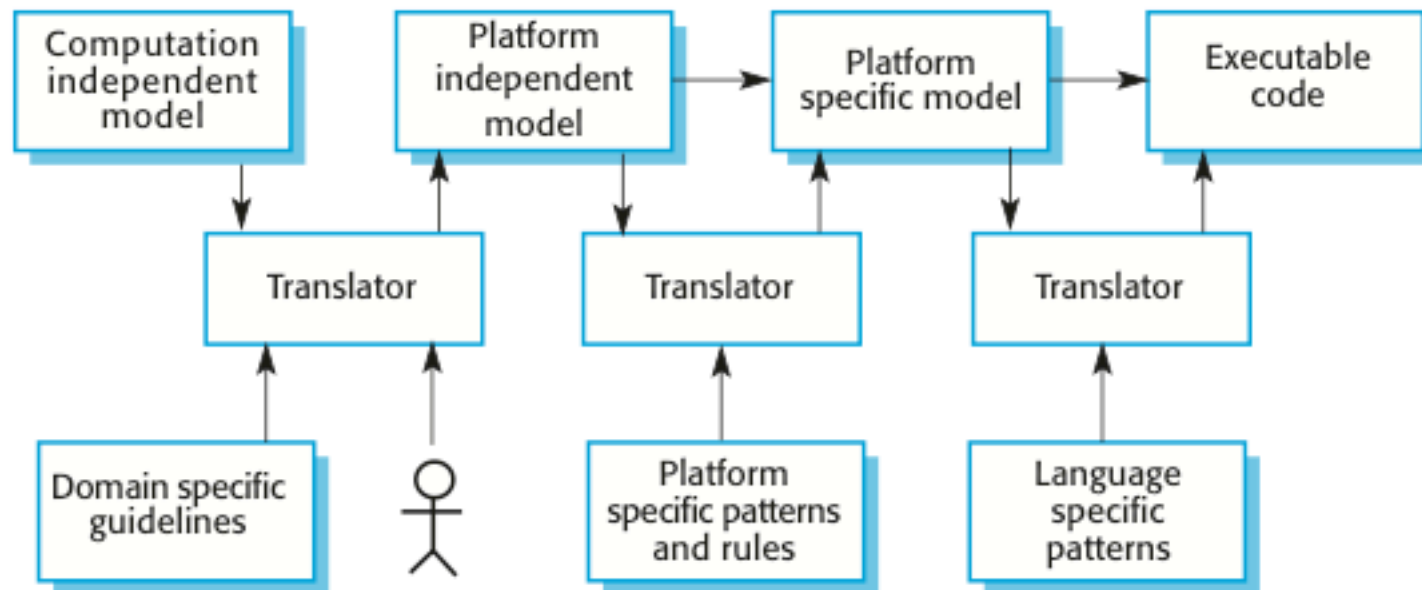 Computation
independent
model
Platform
independent
model
Platform
specific model
Executable
code
Translator
Translator
Translator
Domain specific
guidelines
Platform
specific patterns
and rules
Language
specific
patterns